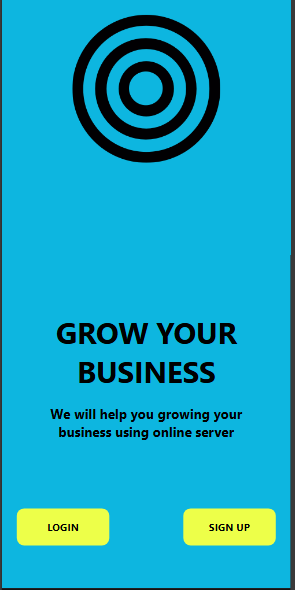 GROW YOUR
BUSINESS
We will help you growing your
business using online server
LOGIN
SIGN UP